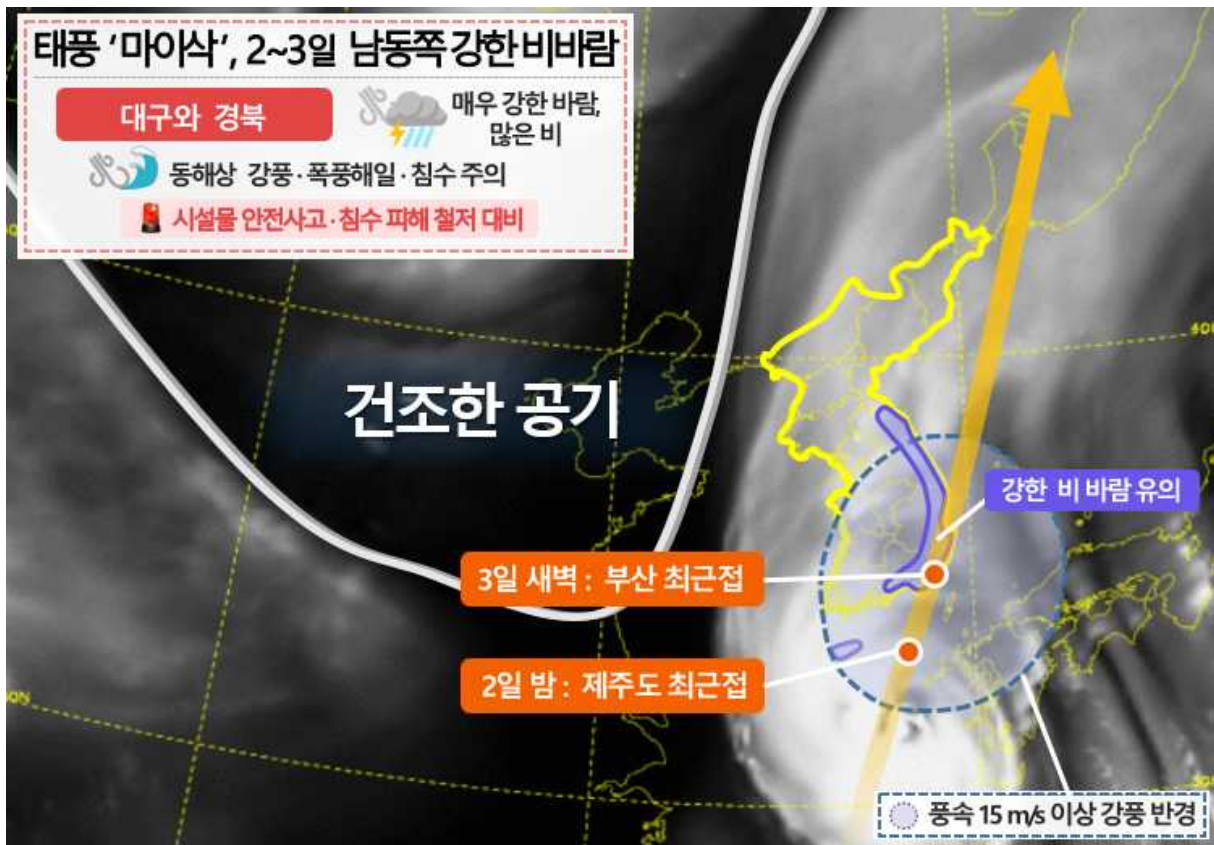 태풍 '마이삭', 2~3일 남동쪽 강한 비바람
대구와 경북
매우 강한 바람,
많은 비
동해상 강풍·폭풍해일·침수 주의
시설물 안전사고·침수 피해 철저 대비
건조한 공기
강한 비 바람 유의
3일 새벽 : 부산 최근접
2일 밤 : 제주도 최근접
풍속 15 m/s 이상 강풍 반경